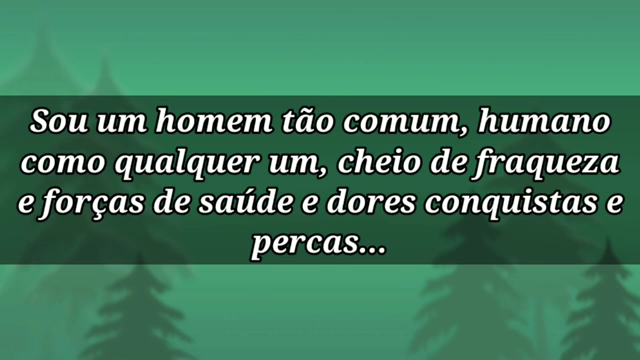 Sou um homem tão comum, humano
como qualquer um, cheio de fraqueza
e forças de saúde e dores conquistas e
percas...